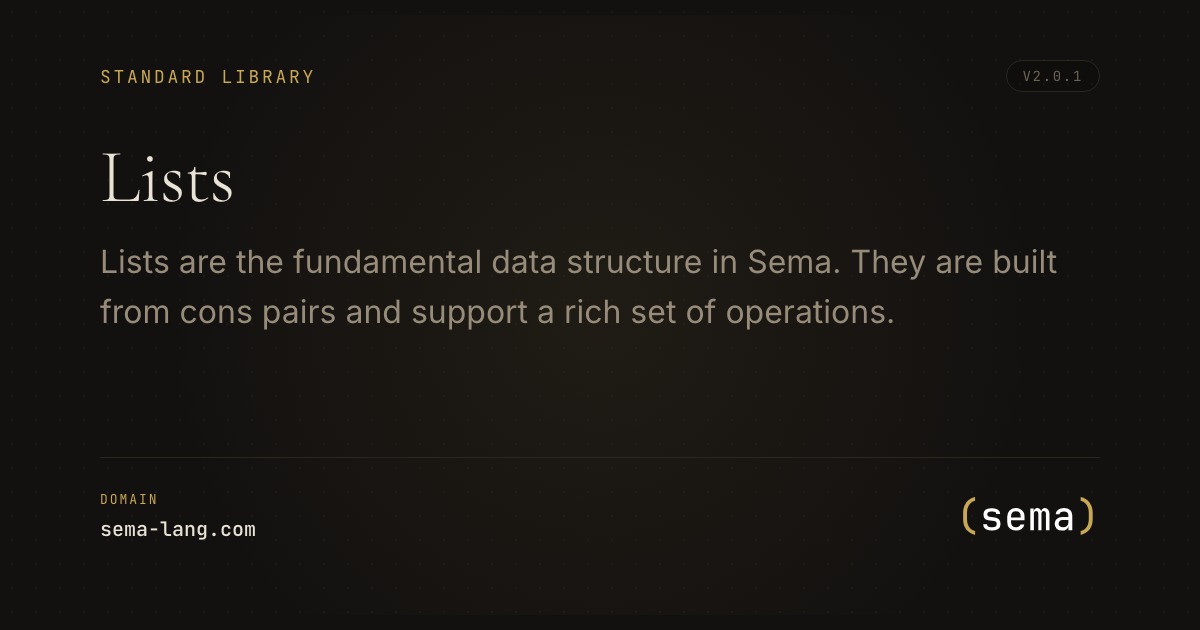 STANDARD LIBRARY
V2.0.1
Lists
Lists are the fundamental data structure in Sema. They are built
from cons pairs and support a rich set of operations.
DOMAIN
sema-lang.com
(sema)